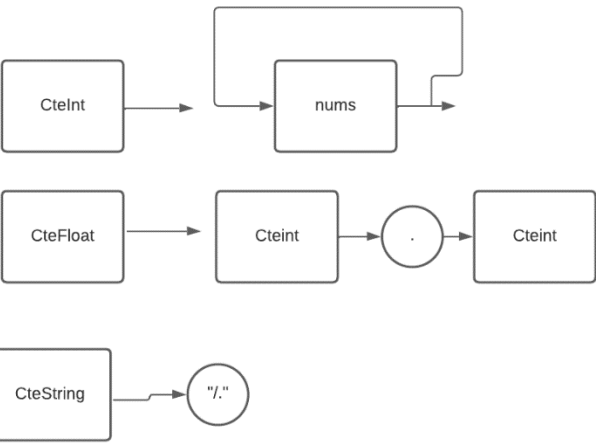 CteInt
nums
CteFloat
Cteint
.
Cteint
CteString
"/."